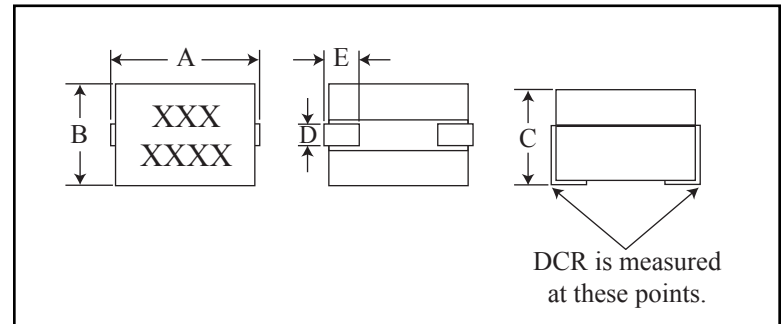 A
B
XXX
XXXX
E
D
C
DCR is measured
at these points.